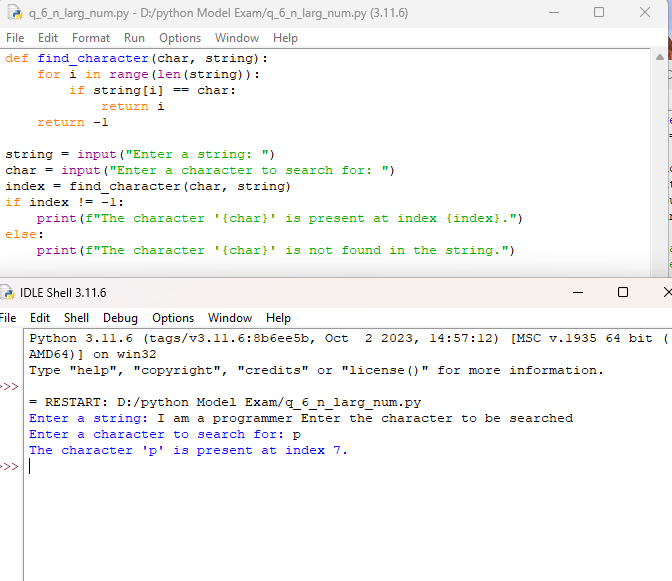 q_6_n_larg_num.py - D:/python Model Exam/q_6_n_larg_num.py (3.11.6)
File Edit Format Run Options Window Help
def find_character(char, string):
    for i in range(len(string)):
        if string[i] == char:
            return i
    return -1

string = input("Enter a string: ")
char = input("Enter a character to search for: ")
index = find_character(char, string)
if index != -1:
    print(f"The character '{char}' is present at index {index}.")
else:
    print(f"The character '{char}' is not found in the string.")
IDLE Shell 3.11.6
File Edit Shell Debug Options Window Help
Python 3.11.6 (tags/v3.11.6:8b6ee5b, Oct  2 2023, 14:57:12) [MSC v.1935 64 bit (
AMD64)] on win32
Type "help", "copyright", "credits" or "license()" for more information.
>>>
= RESTART: D:/python Model Exam/q_6_n_larg_num.py
Enter a string: I am a programmer Enter the character to be searched
Enter a character to search for: p
The character 'p' is present at index 7.
>>>